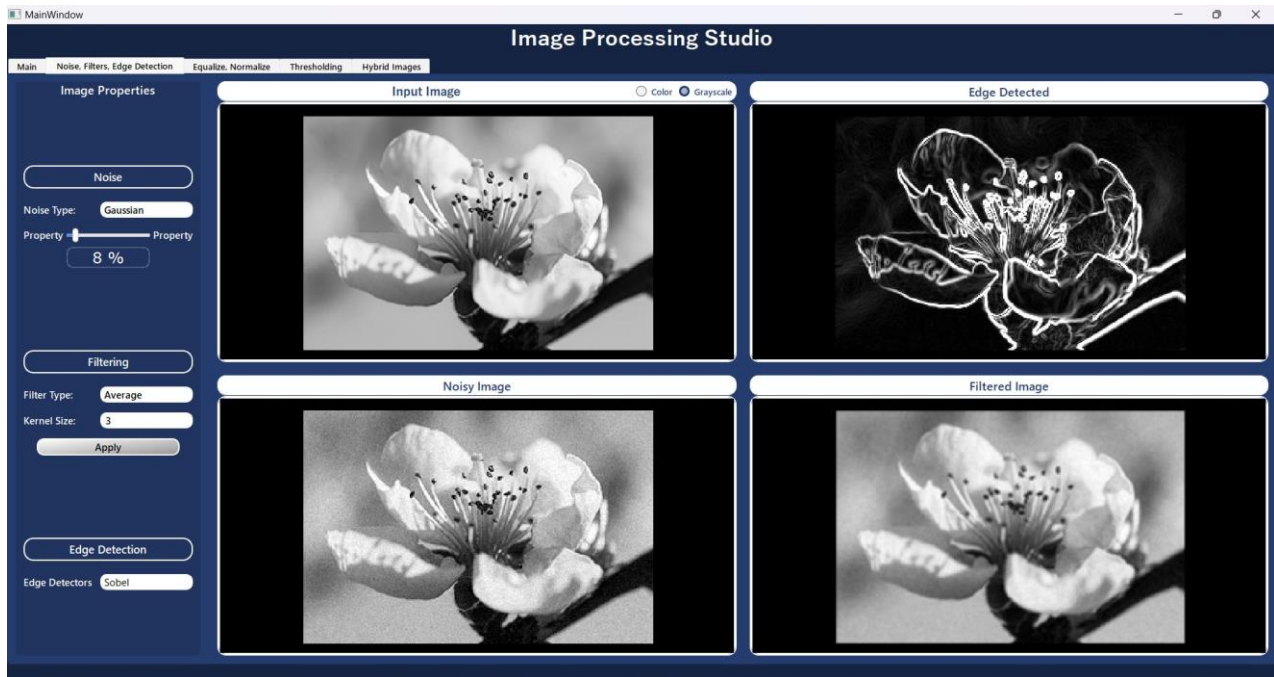 MainWindow
Image Processing Studio
Main Noise, Filters, Edge Detection Equalize, Normalize Thresholding Hybrid Images
Image Properties
Noise
Noise Type: Gaussian
Property Property
8 %
Filtering
Filter Type: Average
Kernel Size: 3
Apply
Edge Detection
Edge Detectors Sobel
Input Image Color Grayscale
Edge Detected
Noisy Image
Filtered Image